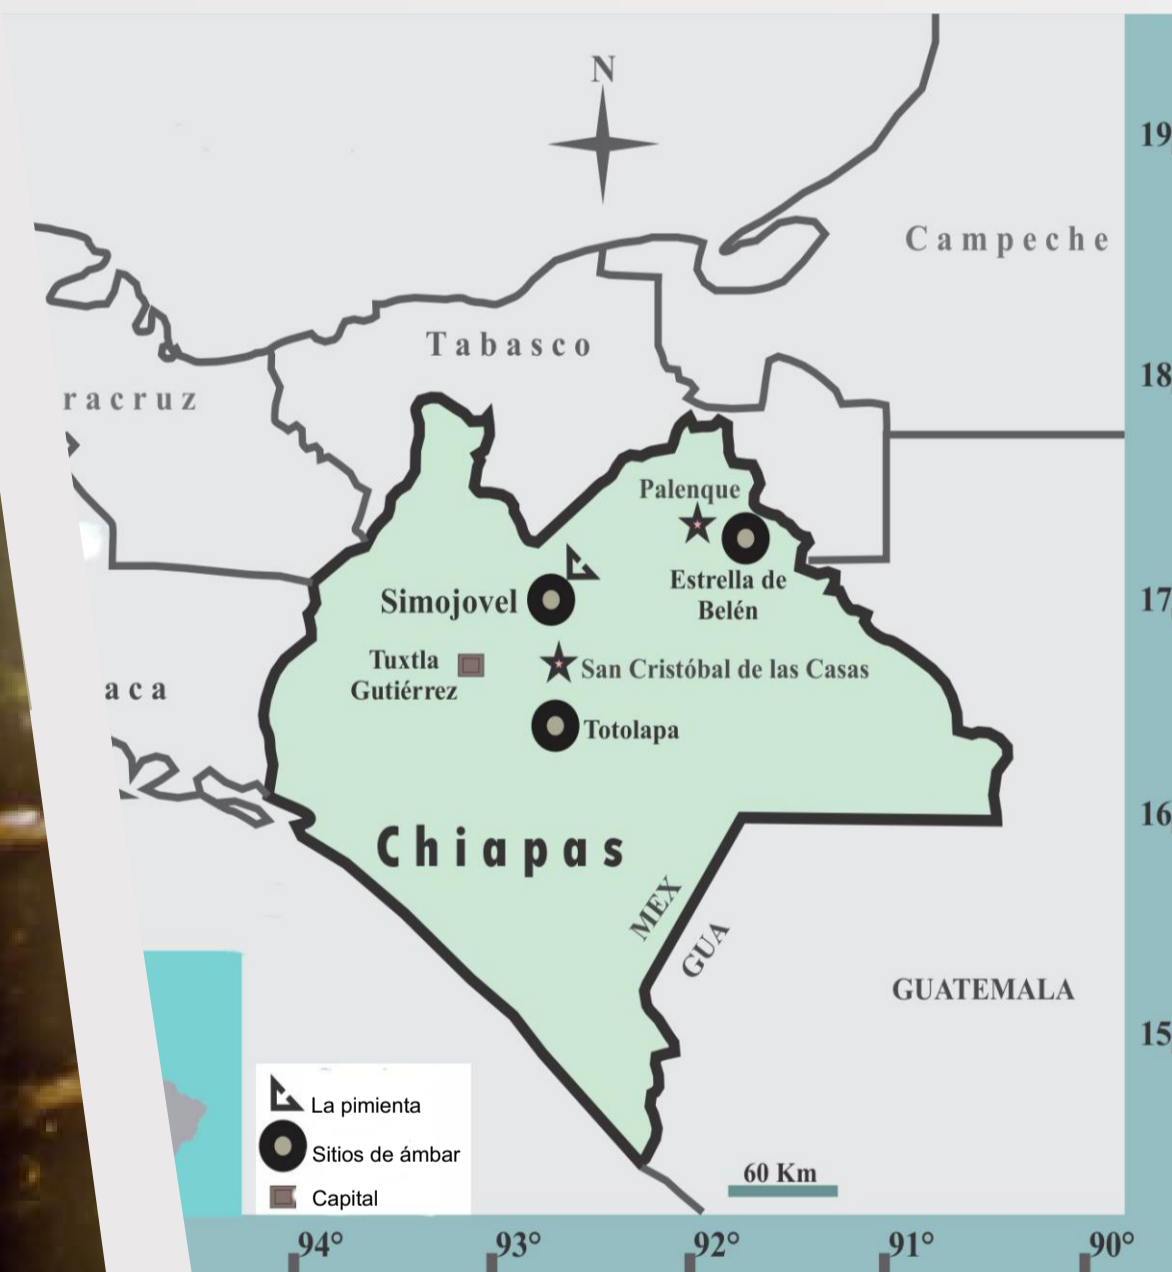 N
19
Campeche
Tabasco
18
racruz
Palenque
Estrella de
Belén
Simojovel
17
Tuxtla
Gutiérrez
San Cristóbal de las Casas
aca
Totolapa
16
Chiapas
MEX
GUA
GUATEMALA
15
La pimienta
Sitios de ámbar
Capital
60 Km
94°
93°
92°
91°
90°